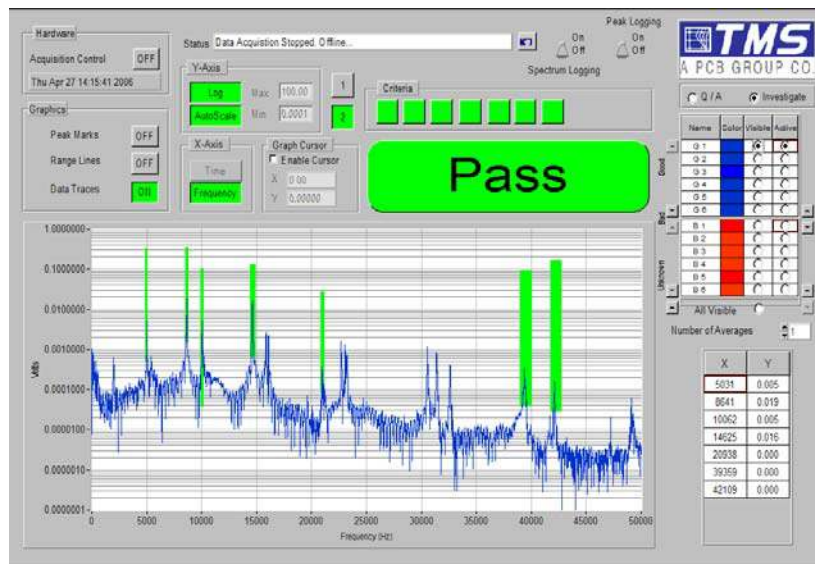 Hardware
Acquisition Control OFF
Thu Apr 27 14:15:41 2006
Graphics
Peak Marks OFF
Range Lines OFF
Data Traces ON
Status Data Acquistion Stopped. Offline...
Y-Axis
Log Max 100.00
AutoScale Min 0.0001
1
2
X-Axis
Time
Frequency
Graph Cursor
Enable Cursor
X 0.00
Y 0.00000
Peak Logging
On On
Off Off
Spectrum Logging
Criteria
Pass
TMS
A PCB GROUP CO.
Q / A Investigate
Name Color Visible Active
Good
G 1
G 2
G 3
G 4
G 5
G 6
Bad
B 1
B 2
B 3
B 4
B 5
B 6
Unknown
All Visible
Number of Averages 1
X Y
5031 0.005
8641 0.019
10062 0.005
14625 0.016
20938 0.000
39359 0.000
42109 0.000
1.0000000
0.1000000
0.0100000
0.0010000
0.0001000
0.0000100
0.0000010
0.0000001
Volts
0 5000 10000 15000 20000 25000 30000 35000 40000 45000 50000
Frequency (Hz)